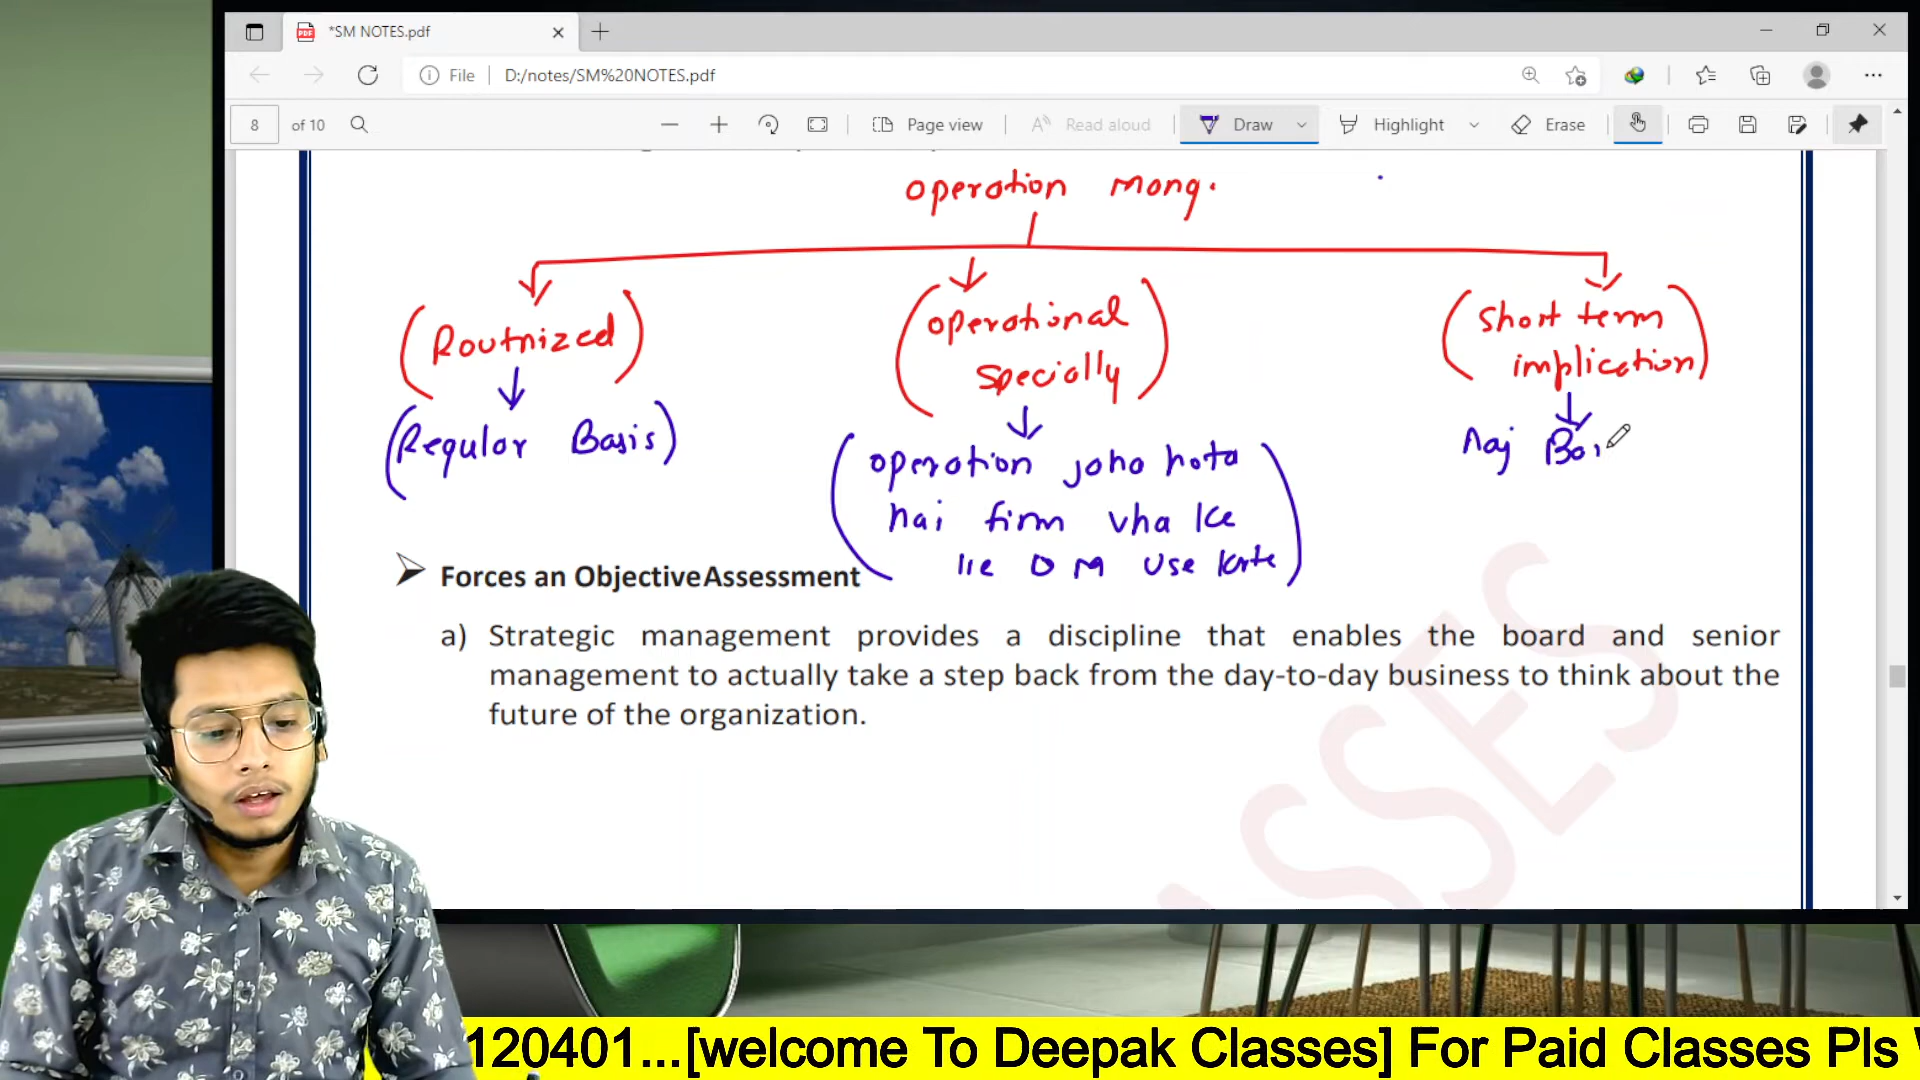 *SM NOTES.pdf
File D:/notes/SM%20NOTES.pdf
8 of 10 Page view Read aloud Draw Highlight Erase
operation mang.
(Routnized) (operational specially) (Short term implication)
(Regular Basis)
(operation jaha hota
hai firm vha ke
lie O M use karte)
➢ Forces an Objective Assessment
a) Strategic management provides a discipline that enables the board and senior
management to actually take a step back from the day-to-day business to think about the
future of the organization.
ASSES
120401...[welcome To Deepak Classes] For Paid Classes Pls